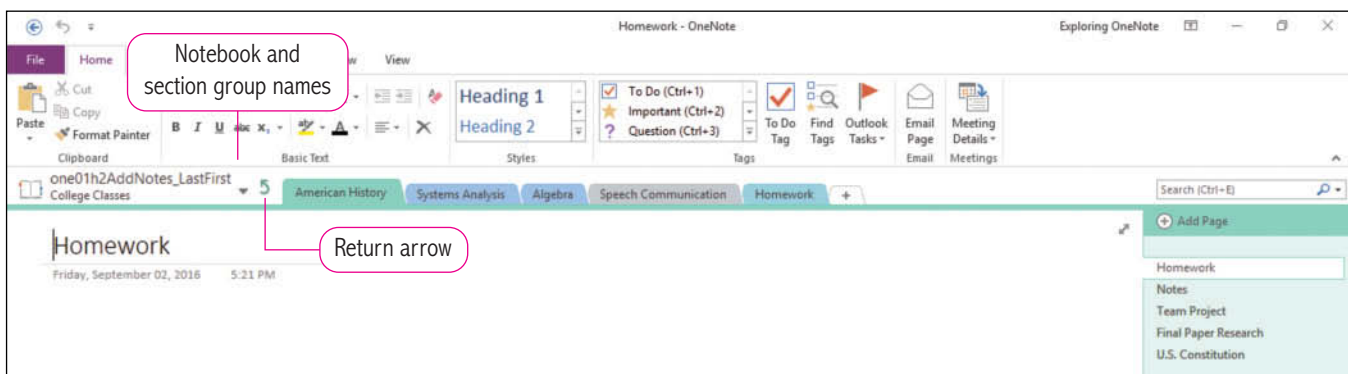 Homework - OneNote
Exploring OneNote
File
Home
w
View
Notebook and
section group names
Cut
Copy
Format Painter
Paste
Clipboard
B I U abc x,
A
Basic Text
Heading 1
Heading 2
Styles
To Do (Ctrl+1)
Important (Ctrl+2)
? Question (Ctrl+3)
To Do
Tag
Find
Tags
Outlook
Tasks
Tags
Email
Page
Email
Meeting
Details
Meetings
one01h2AddNotes_LastFirst
College Classes
American History
Systems Analysis
Algebra
Speech Communication
Homework
+
Search (Ctrl+E)
Add Page
Return arrow
Homework
Friday, September 02, 2016 5:21 PM
Homework
Notes
Team Project
Final Paper Research
U.S. Constitution